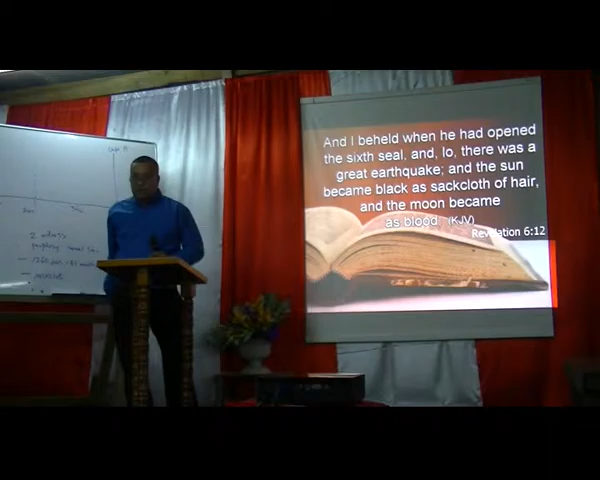 And I beheld when he had opened
the sixth seal, and, lo, there was a
great earthquake; and the sun
became black as sackcloth of hair,
and the moon became
as blood. (KJV)
Revelation 6:12
2